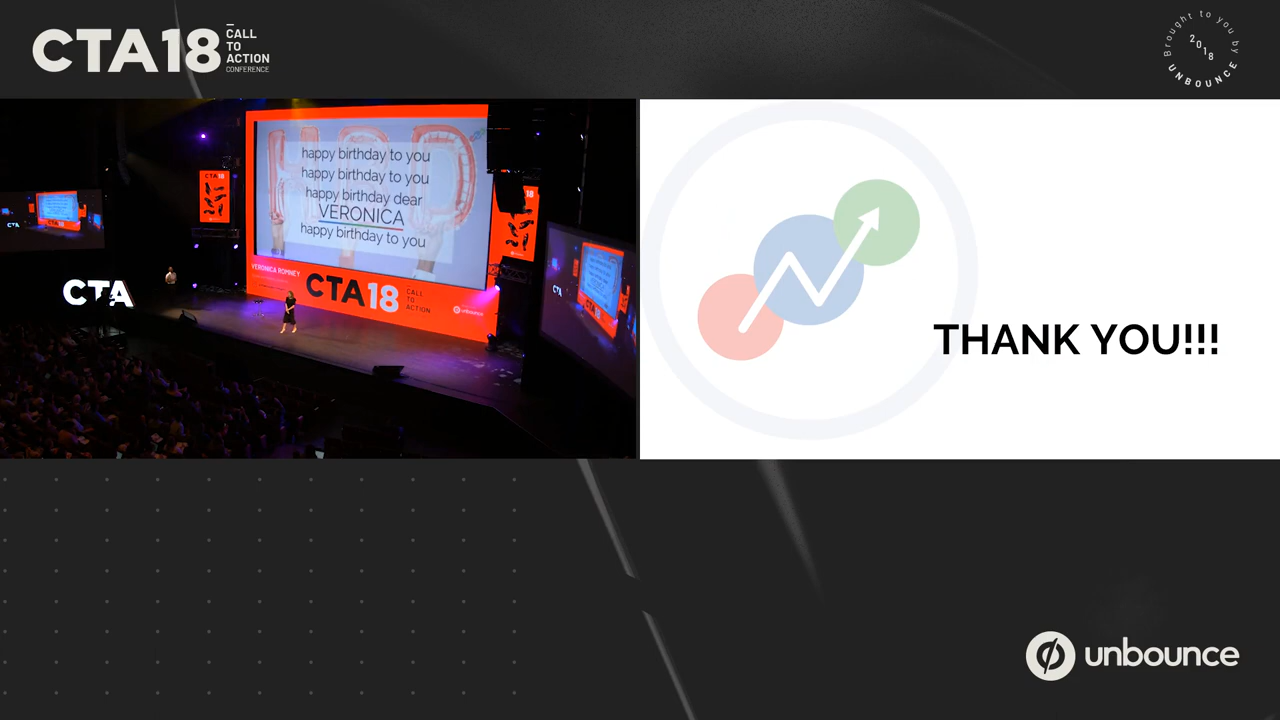 CTA18
CALL
TO
ACTION
CONFERENCE
Brought to you by
2018
UNBOUNCE
CTA18
happy birthday to you
happy birthday to you
happy birthday dear
VERONICA
happy birthday to you
VERONICA ROMNEY
CTA18
CALL
TO
ACTION
unbounce
CTA
CTA
THANK YOU!!!
unbounce